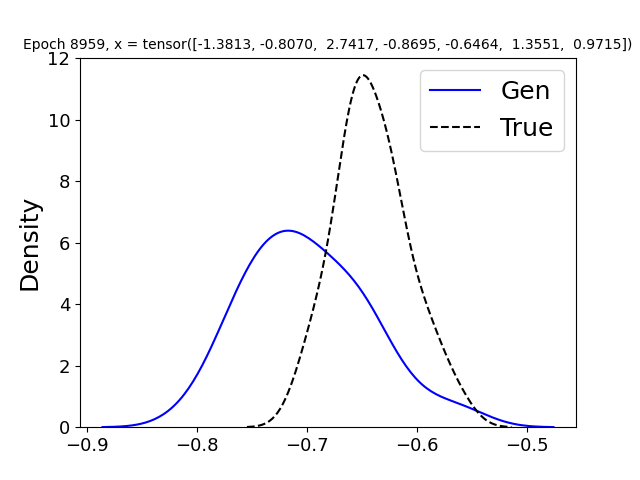 Epoch 8959, x = tensor([-1.3813, -0.8070,  2.7417, -0.8695, -0.6464,  1.3551,  0.9715])
12
10
8
6
4
2
0
Density
Gen
True
−0.9 −0.8 −0.7 −0.6 −0.5